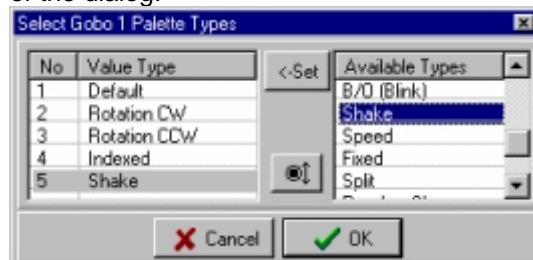 of the dialog.
Select Gobo 1 Palette Types
No Value Type
1 Default
2 Rotation CW
3 Rotation CCW
4 Indexed
5 Shake
<-Set
Available Types
B/O (Blink)
Shake
Speed
Fixed
Split
Cancel OK